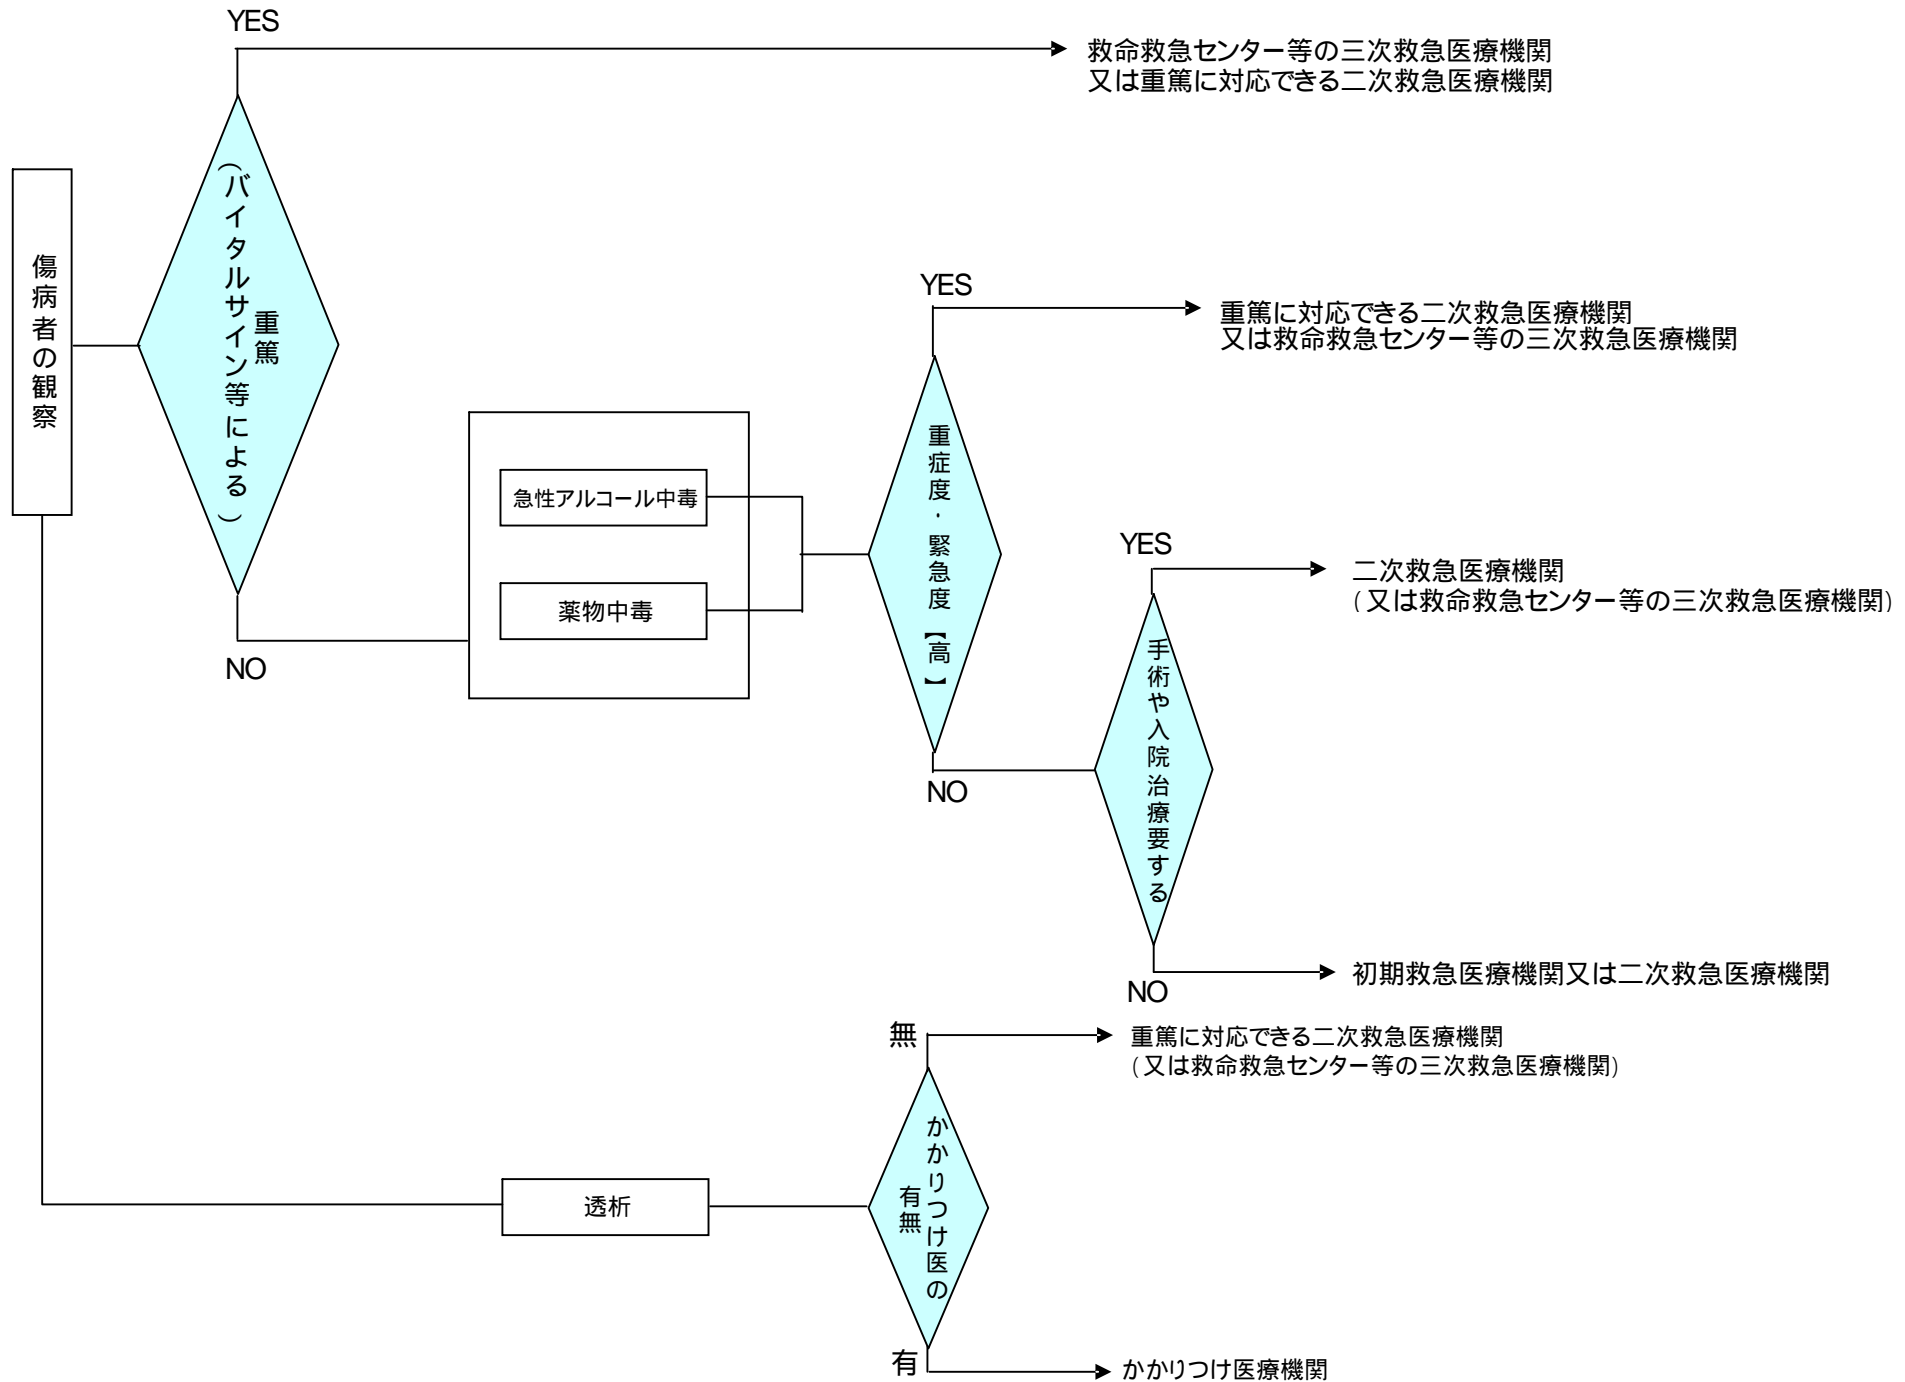 YES
救命救急センター等の三次救急医療機関
又は重篤に対応できる二次救急医療機関
傷病者の観察
重篤
（バイタルサイン等による）
NO
急性アルコール中毒
薬物中毒
YES
重篤に対応できる二次救急医療機関
又は救命救急センター等の三次救急医療機関
重症度・緊急度【高】
NO
YES
二次救急医療機関
(又は救命救急センター等の三次救急医療機関)
手術や入院治療要する
NO
初期救急医療機関又は二次救急医療機関
無
重篤に対応できる二次救急医療機関
(又は救命救急センター等の三次救急医療機関)
透析
かかりつけ医の
有無
有
かかりつけ医療機関